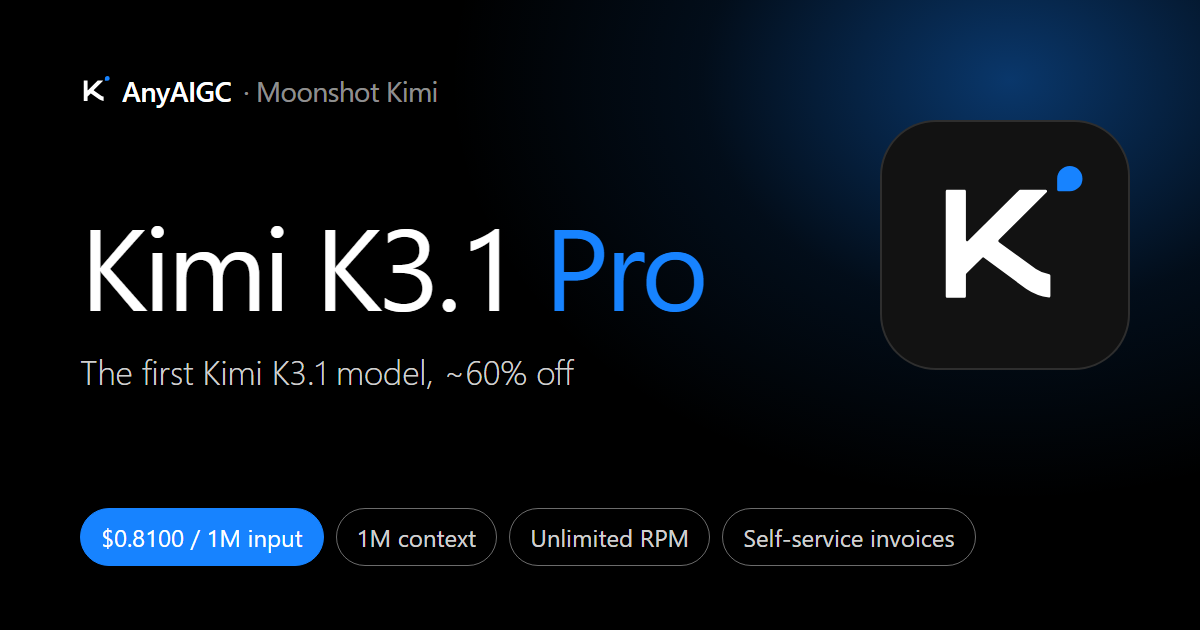 AnyAIGC · Moonshot Kimi
Kimi K3.1 Pro
The first Kimi K3.1 model, ~60% off
$0.8100 / 1M input
1M context
Unlimited RPM
Self-service invoices